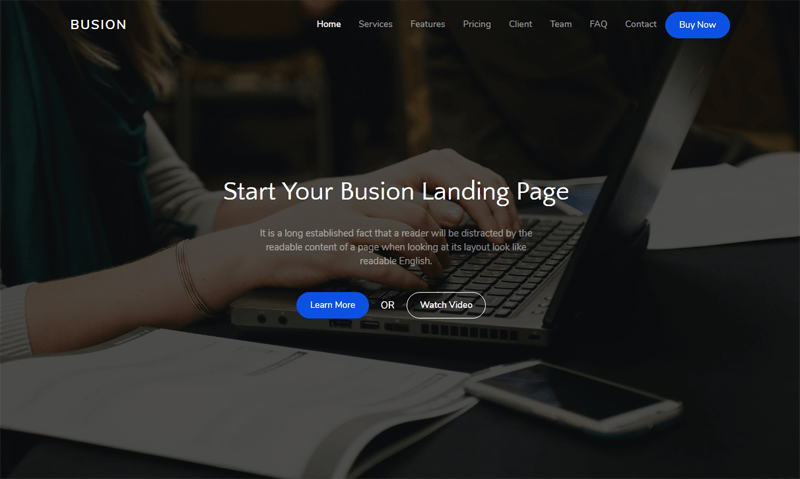 BUSION
Home Services Features Pricing Client Team FAQ Contact Buy Now
Start Your Busion Landing Page
It is a long established fact that a reader will be distracted by the
readable content of a page when looking at its layout look like
readable English.
Learn More OR Watch Video